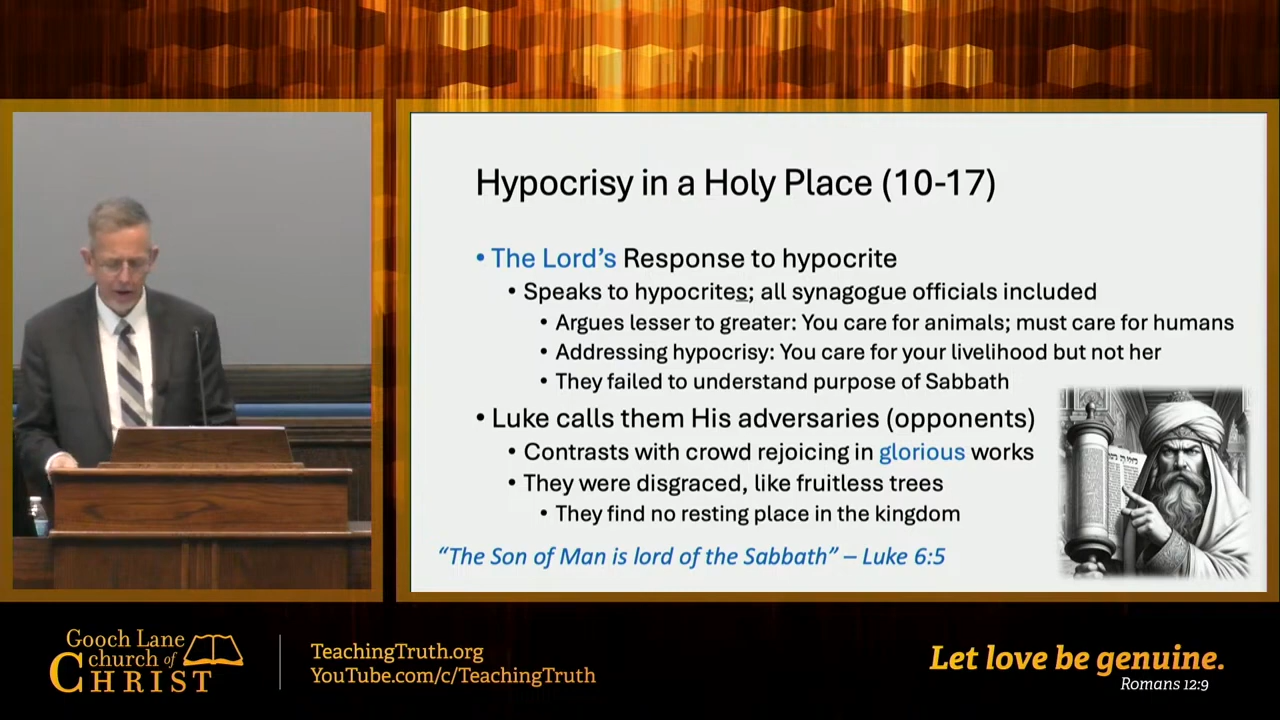 Hypocrisy in a Holy Place (10-17)
• The Lord's Response to hypocrite
• Speaks to hypocrites; all synagogue officials included
• Argues lesser to greater: You care for animals; must care for humans
• Addressing hypocrisy: You care for your livelihood but not her
• They failed to understand purpose of Sabbath
• Luke calls them His adversaries (opponents)
• Contrasts with crowd rejoicing in glorious works
• They were disgraced, like fruitless trees
• They find no resting place in the kingdom
“The Son of Man is lord of the Sabbath” – Luke 6:5
Gooch Lane
church of
CHRIST
TeachingTruth.org
YouTube.com/c/TeachingTruth
Let love be genuine.
Romans 12:9